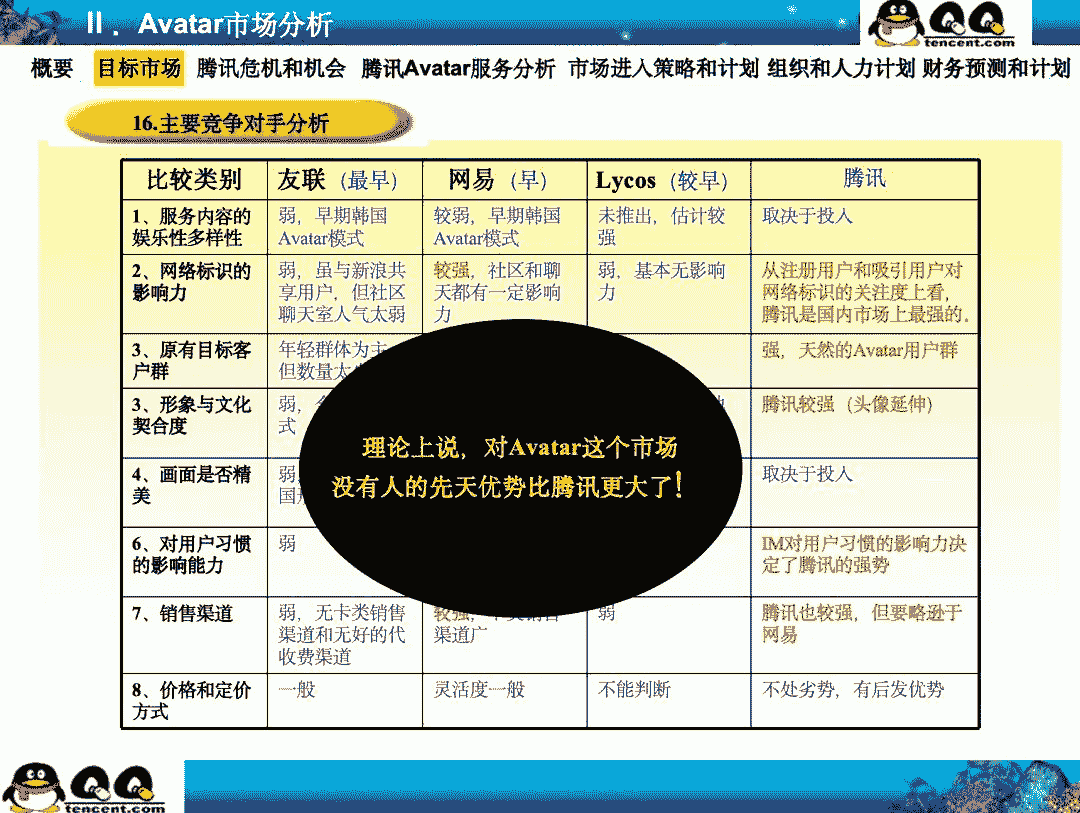 II．Avatar市场分析
QQ
tencent.com
概要 目标市场 腾讯危机和机会 腾讯Avatar服务分析 市场进入策略和计划 组织和人力计划 财务预测和计划
16.主要竞争对手分析
比较类别 友联（最早） 网易（早） Lycos（较早） 腾讯
1、服务内容的
娱乐性多样性
弱，早期韩国
Avatar模式
较弱，早期韩国
Avatar模式
未推出，估计较
强
取决于投入
2、网络标识的
影响力
弱，虽与新浪共
享用户，但社区
聊天室人气太弱
较强，社区和聊
天都有一定影响
力
弱，基本无影响
力
从注册用户和吸引用户对
网络标识的关注度上看，
腾讯是国内市场上最强的。
3、原有目标客
户群
年轻群体为主
但数量太
强，天然的Avatar用户群
3、形象与文化
契合度
弱，
式
腾讯较强（头像延伸）
4、画面是否精
美
弱
国
取决于投入
6、对用户习惯
的影响能力
弱
IM对用户习惯的影响力决
定了腾讯的强势
7、销售渠道
弱，无卡类销售
渠道和无好的代
收费渠道
较强，
渠道广
弱
腾讯也较强，但要略逊于
网易
8、价格和定价
方式
一般
灵活度一般
不能判断
不处劣势，有后发优势
理论上说，对Avatar这个市场
没有人的先天优势比腾讯更大了！
QQ
tencent.com